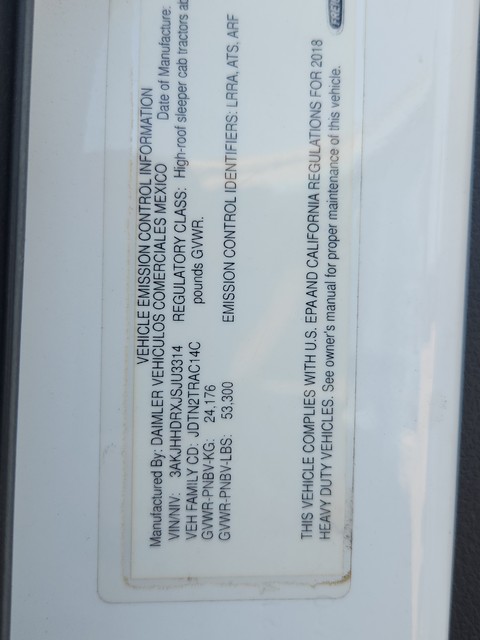 VEHICLE EMISSION CONTROL INFORMATION
Manufactured By: DAIMLER VEHICULOS COMERCIALES MEXICO Date of Manufacture:
VIN/NIV: 3AKJHHDRXJSJU3314 REGULATORY CLASS: High-roof sleeper cab tractors
VEH FAMILY CD: JDTN2TRAC14C pounds GVWR.
GVWR-PNBV-KG: 24,176
GVWR-PNBV-LBS: 53,300 EMISSION CONTROL IDENTIFIERS: LRRA, ATS, ARF
THIS VEHICLE COMPLIES WITH U.S. EPA AND CALIFORNIA REGULATIONS FOR 2018
HEAVY DUTY VEHICLES. See owner's manual for proper maintenance of this vehicle.